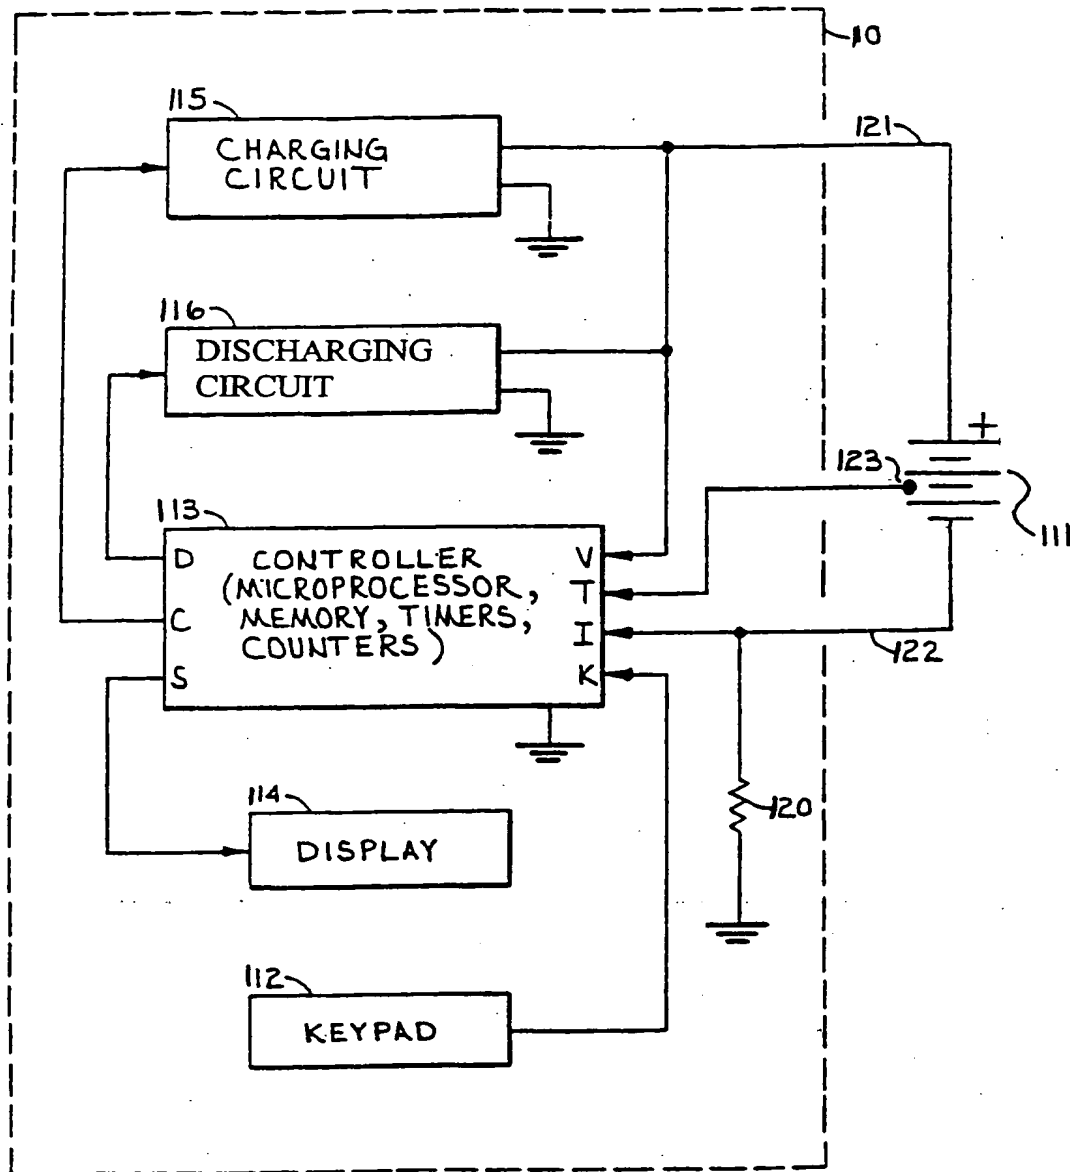 10
115
CHARGING
CIRCUIT
121
116
DISCHARGING
CIRCUIT
+
123
111
113
D
C
S
CONTROLLER
(MICROPROCESSOR,
MEMORY, TIMERS,
COUNTERS)
V
T
I
K
122
114
DISPLAY
120
112
KEYPAD